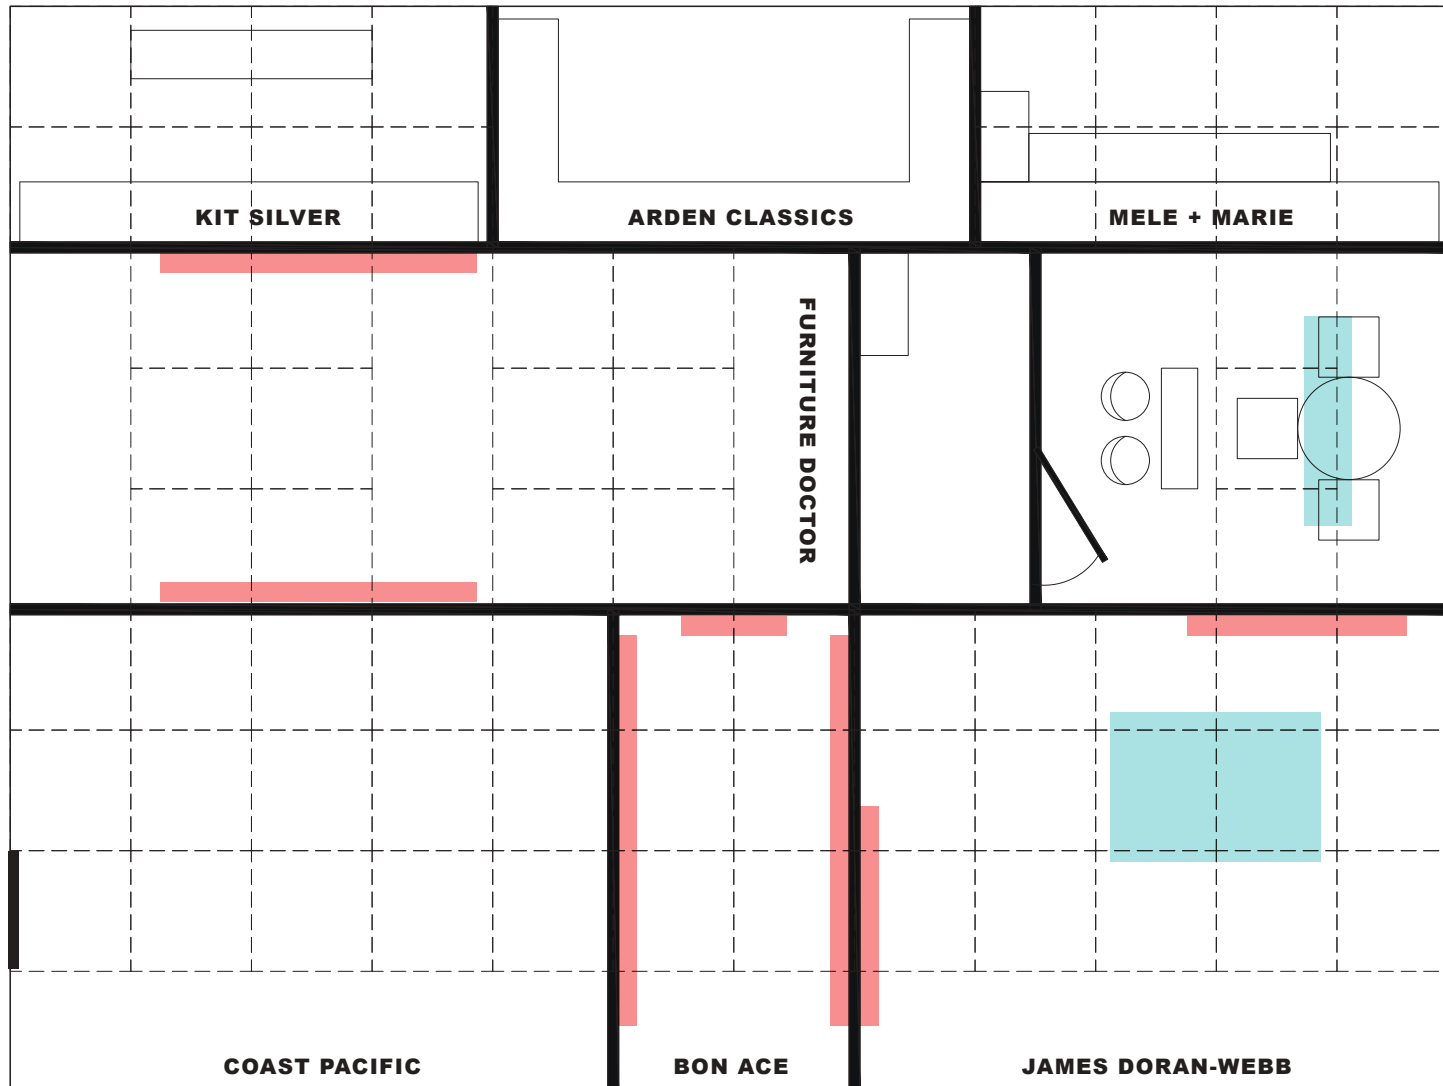 KIT SILVER
ARDEN CLASSICS
MELE + MARIE
FURNITURE DOCTOR
COAST PACIFIC
BON ACE
JAMES DORAN-WEBB